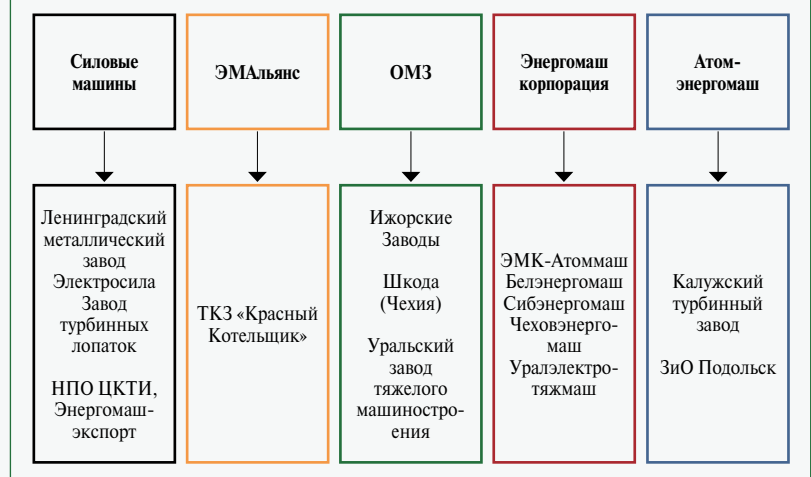 Силовые
машины
ЭМАльянс
ОМЗ
Энергомаш
корпорация
Атом-
энергомаш
Ленинградский
металлический
завод
Электросила
Завод
турбинных
лопаток
НПО ЦКТИ,
Энергомаш-
экспорт
ТКЗ «Красный
Котельщик»
Ижорские
Заводы
Шкода
(Чехия)
Уральский
завод
тяжелого
машинострo-
ения
ЭМК-Атоммаш
Белэнергомаш
Сибэнергомаш
Чеховэнерго-
маш
Уралэлектро-
тяжмаш
Калужский
турбинный
завод
ЗиО Подольск